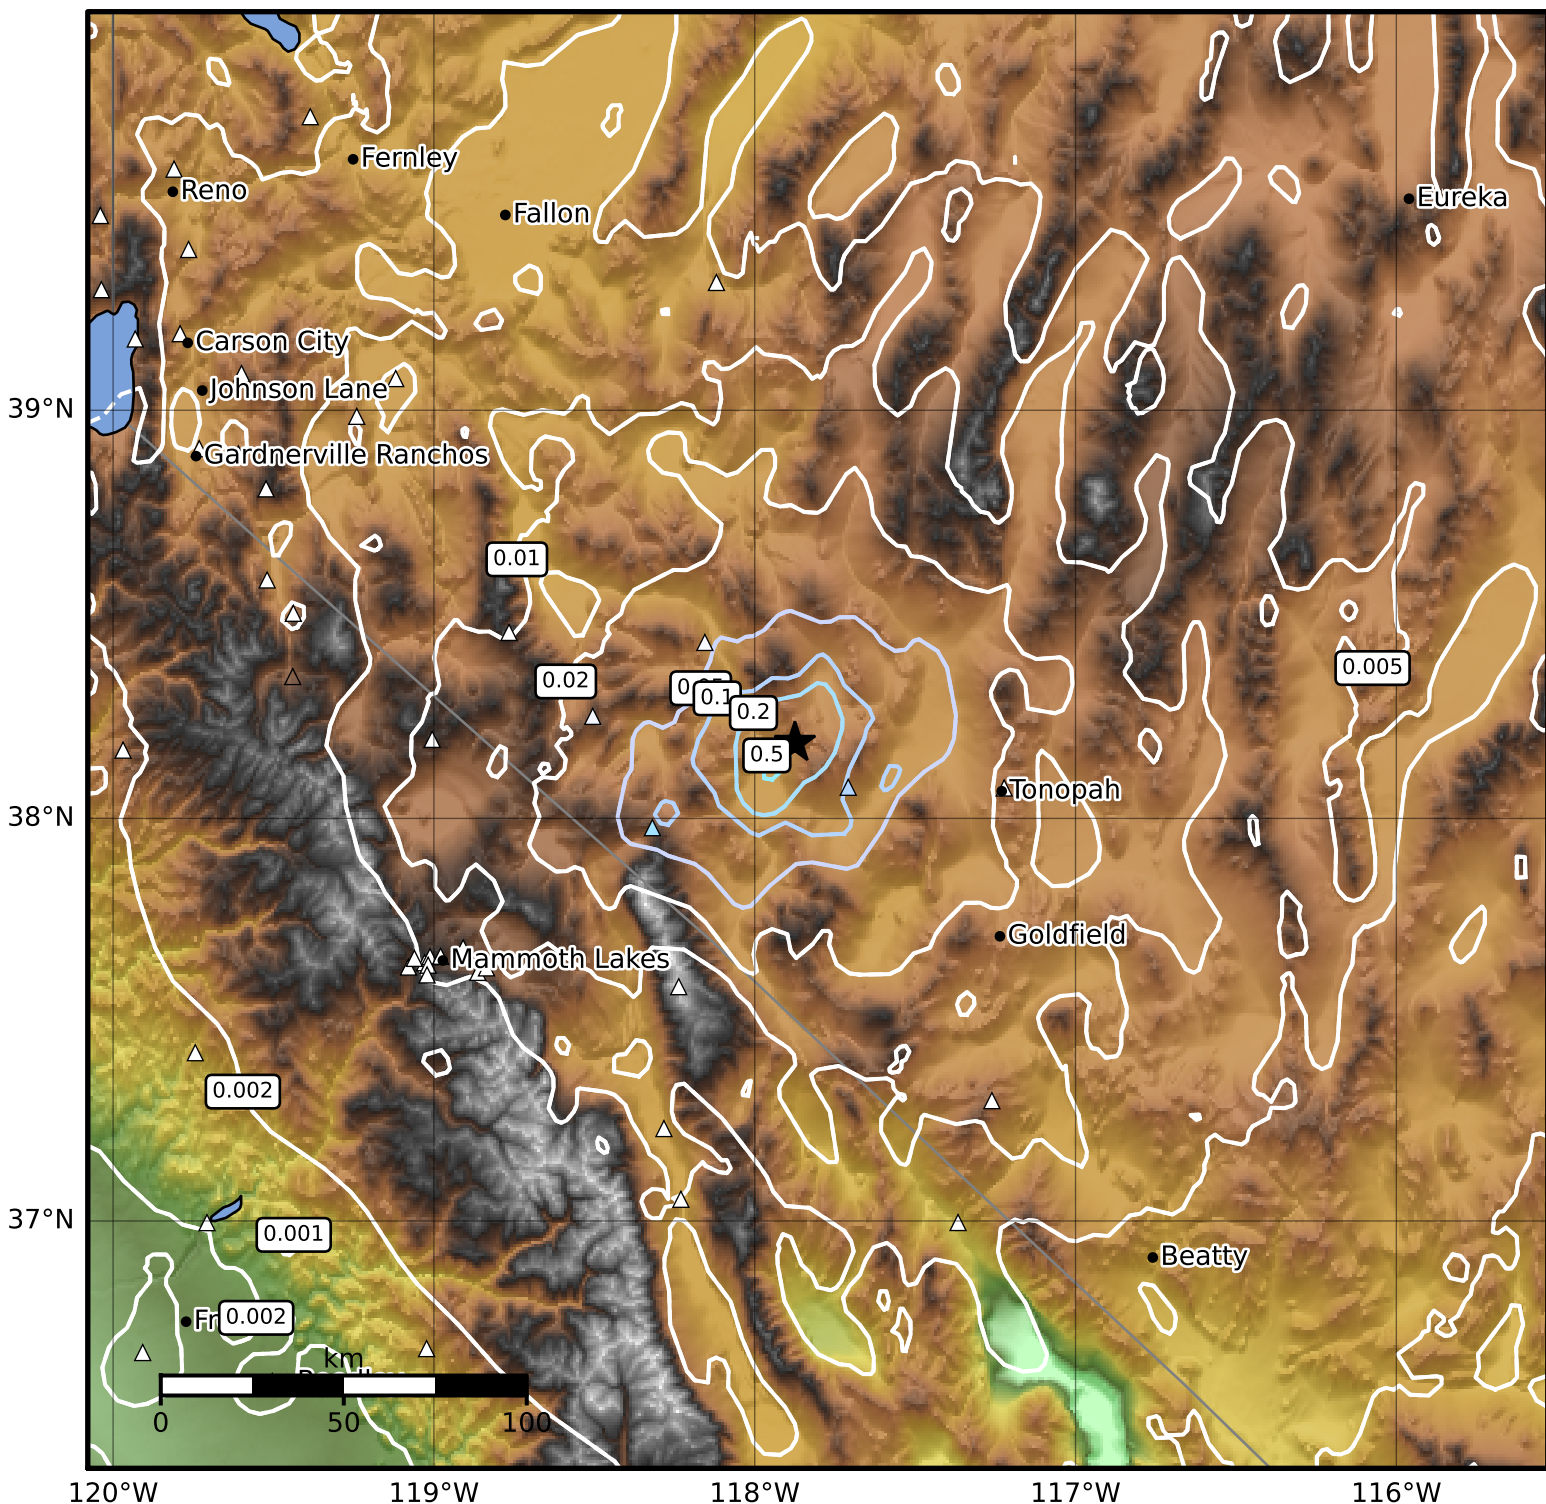 Fernley
Reno
Eureka
Fallon
Carson City
Johnson Lane
39°N
Gardnerville Ranchos
0.01
0.005
0.02
0.1
0.2
0.5
Tonopah
38°N
Goldfield
Mammoth Lakes
0.002
37°N
0.001
Beatty
0.002
km
0 50 100
120°W 119°W 118°W 117°W 116°W